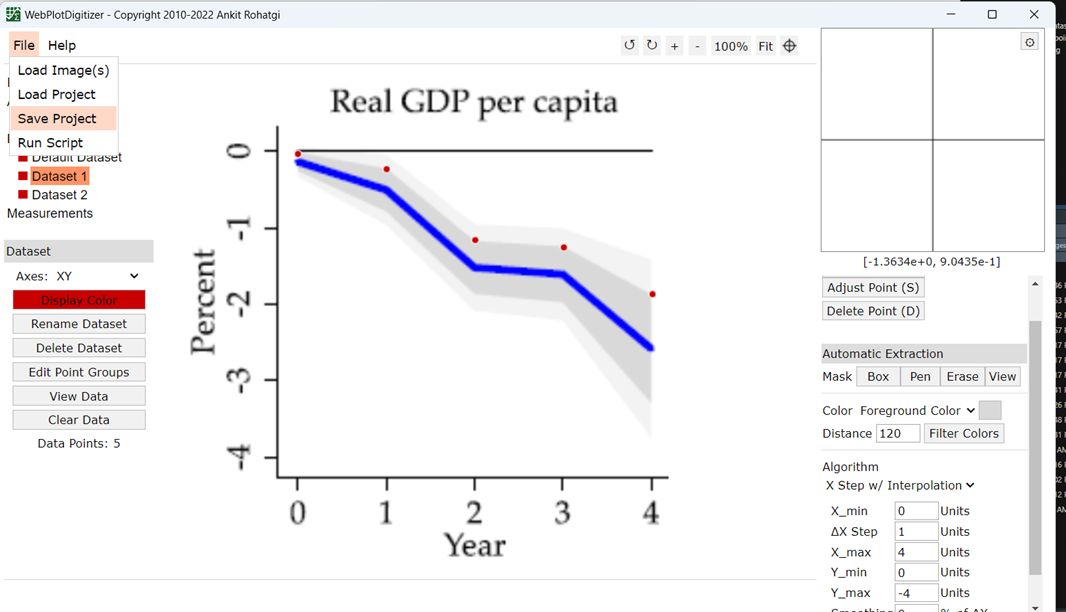 WebPlotDigitizer - Copyright 2010-2022 Ankit Rohatgi
File Help
↺ ↻ + - 100% Fit
Load Image(s)
Load Project
Save Project
Run Script
Default Dataset
Dataset 1
Dataset 2
Measurements
Dataset
Axes: XY
Display Color
Rename Dataset
Delete Dataset
Edit Point Groups
View Data
Clear Data
Data Points: 5
Real GDP per capita
Percent
0
-1
-2
-3
-4
0 1 2 3 4
Year
[-1.3634e+0, 9.0435e-1]
Adjust Point (S)
Delete Point (D)
Automatic Extraction
Mask Box Pen Erase View
Color Foreground Color
Distance 120 Filter Colors
Algorithm
X Step w/ Interpolation
X_min 0 Units
ΔX Step 1 Units
X_max 4 Units
Y_min 0 Units
Y_max -4 Units